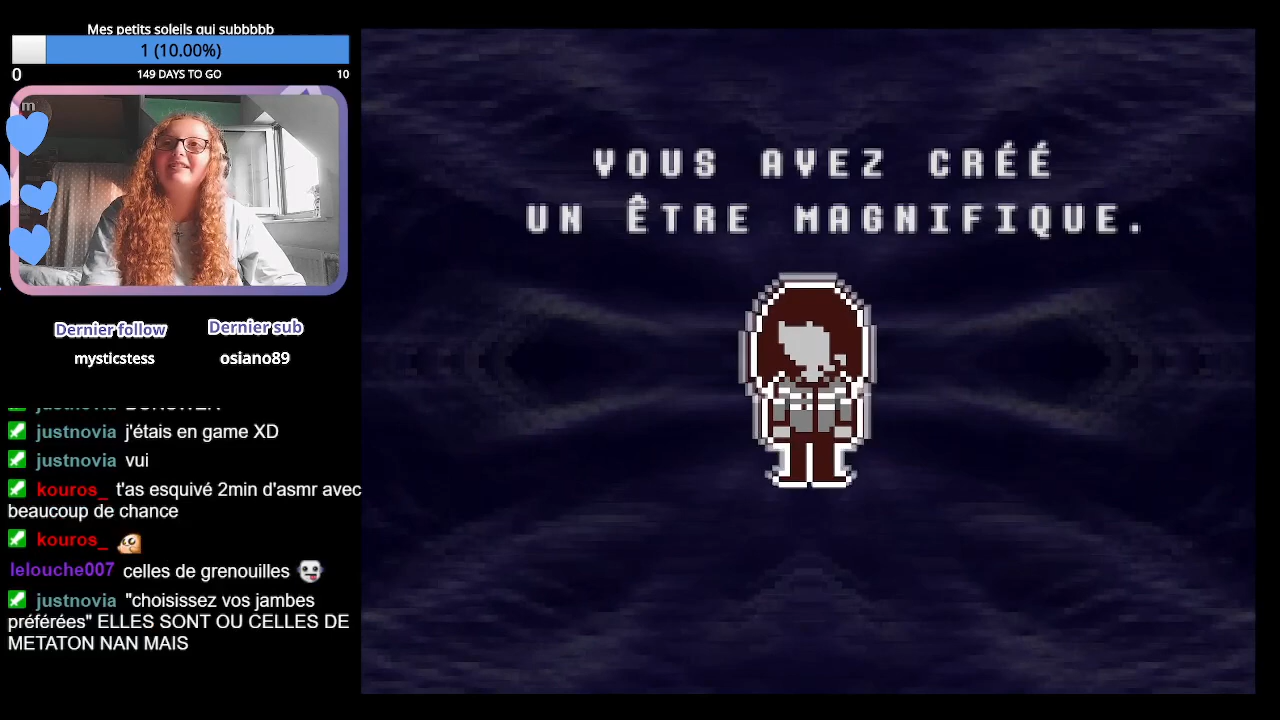 Mes petits soleils qui subbbbb
1 (10.00%)
0
149 DAYS TO GO
10
m
Dernier follow
Dernier sub
mysticstess
osiano89
VOUS AVEZ CRÉÉ
UN ÊTRE MAGNIFIQUE.
justnovia j'étais en game XD
justnovia vui
kouros_ t'as esquivé 2min d'asmr avec
beaucoup de chance
kouros_
lelouche007 celles de grenouilles
justnovia "choisissez vos jambes
préférées" ELLES SONT OU CELLES DE
METATON NAN MAIS